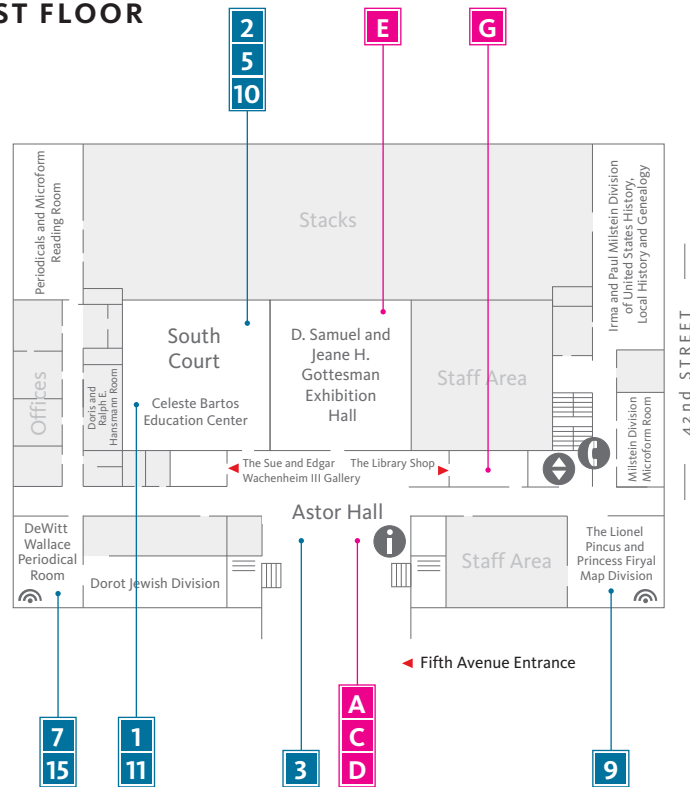 ST FLOOR
2
5
10
E
G
Periodicals and Microform
Reading Room
Stacks
Irma and Paul Milstein Division
of United States History,
Local History and Genealogy
42nd STREET
South
Court
D. Samuel and
Jeane H.
Gottesman
Exhibition
Hall
Staff Area
Offices
Doris and
Ralph E.
Hansmann Room
Celeste Bartos
Education Center
Milstein Division
Microform Room
The Sue and Edgar
Wachenheim III Gallery
The Library Shop
Astor Hall
i
DeWitt
Wallace
Periodical
Room
Dorot Jewish Division
Staff Area
The Lionel
Pincus and
Princess Firyal
Map Division
Fifth Avenue Entrance
7
15
1
11
3
A
C
D
9